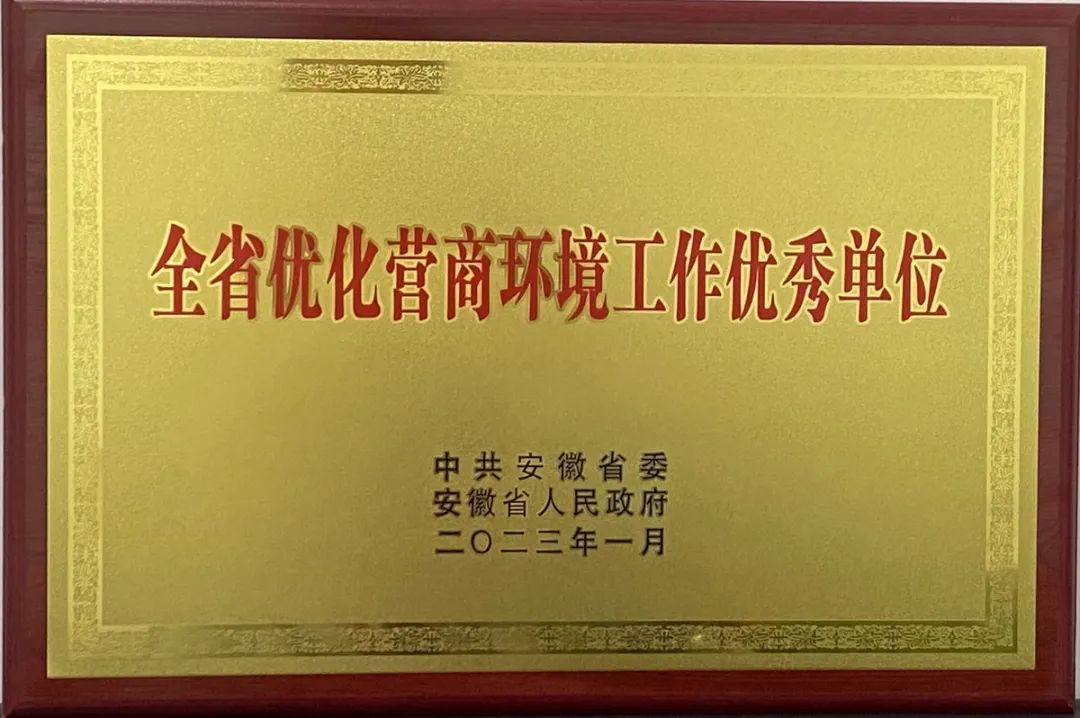 全省优化营商环境工作优秀单位
中共安徽省委
安徽省人民政府
二〇二三年一月